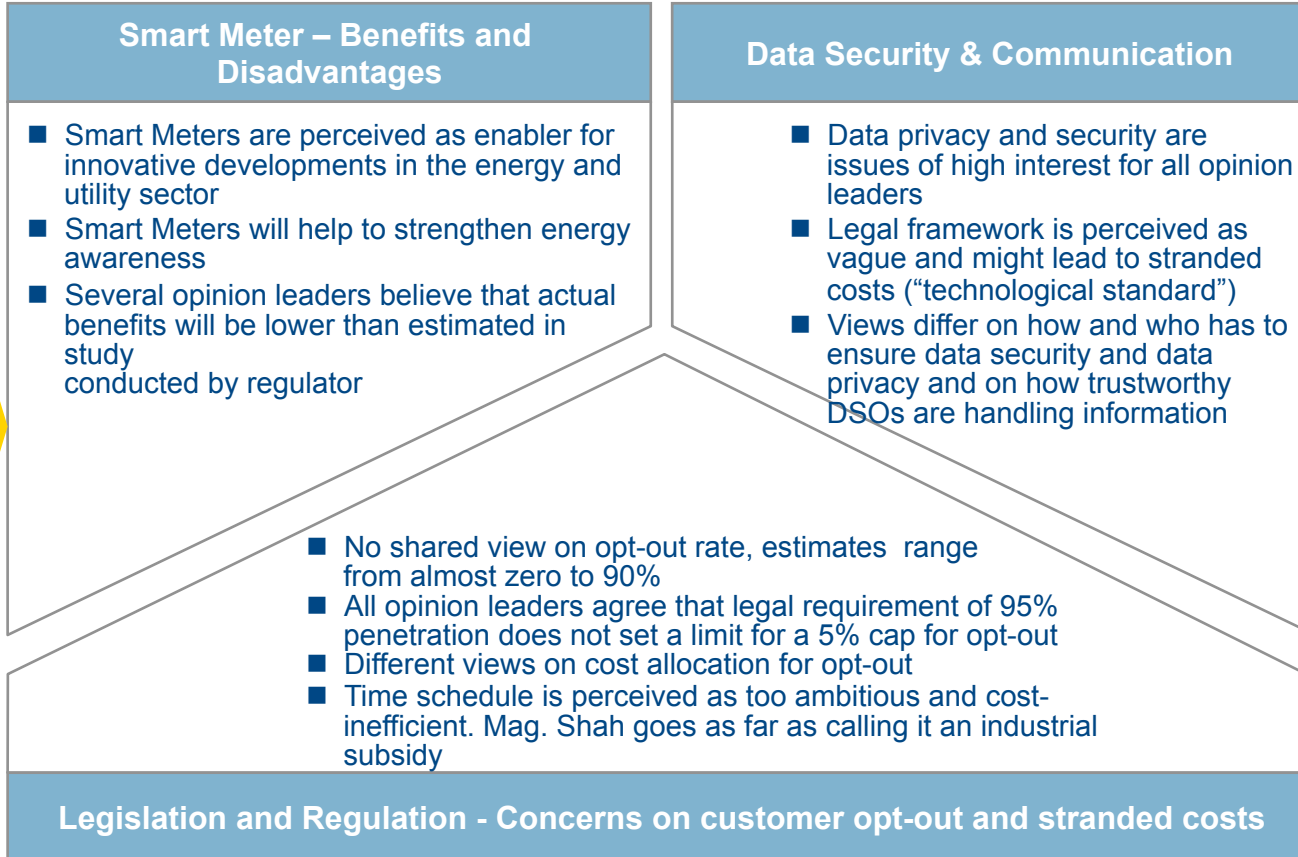 Smart Meter – Benefits and
Disadvantages
■ Smart Meters are perceived as enabler for
innovative developments in the energy and
utility sector
■ Smart Meters will help to strengthen energy
awareness
■ Several opinion leaders believe that actual
benefits will be lower than estimated in
study
conducted by regulator
Data Security & Communication
■ Data privacy and security are
issues of high interest for all opinion
leaders
■ Legal framework is perceived as
vague and might lead to stranded
costs (“technological standard”)
■ Views differ on how and who has to
ensure data security and data
privacy and on how trustworthy
DSOs are handling information
■ No shared view on opt-out rate, estimates  range
from almost zero to 90%
■ All opinion leaders agree that legal requirement of 95%
penetration does not set a limit for a 5% cap for opt-out
■ Different views on cost allocation for opt-out
■ Time schedule is perceived as too ambitious and cost-
inefficient. Mag. Shah goes as far as calling it an industrial
subsidy
Legislation and Regulation - Concerns on customer opt-out and stranded costs